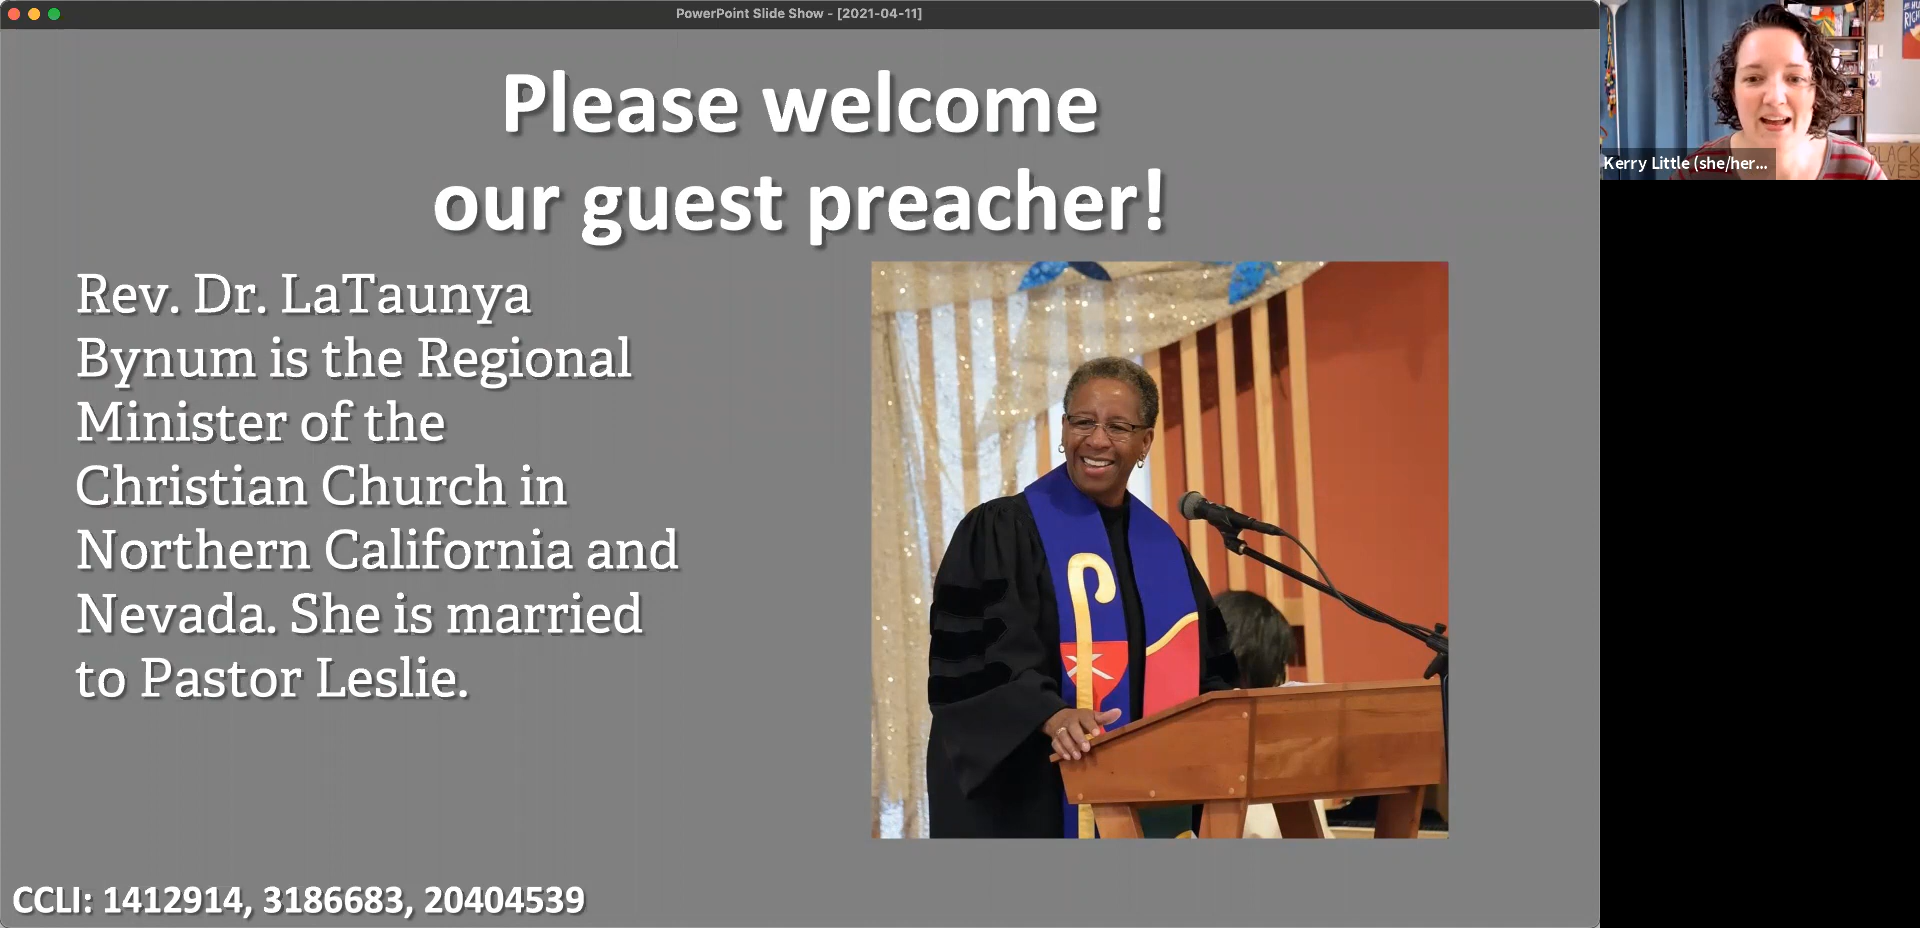 PowerPoint Slide Show - [2021-04-11]
Please welcome
our guest preacher!
Rev. Dr. LaTaunya
Bynum is the Regional
Minister of the
Christian Church in
Northern California and
Nevada. She is married
to Pastor Leslie.
CCLI: 1412914, 3186683, 20404539
Kerry Little (she/her...
BLACK